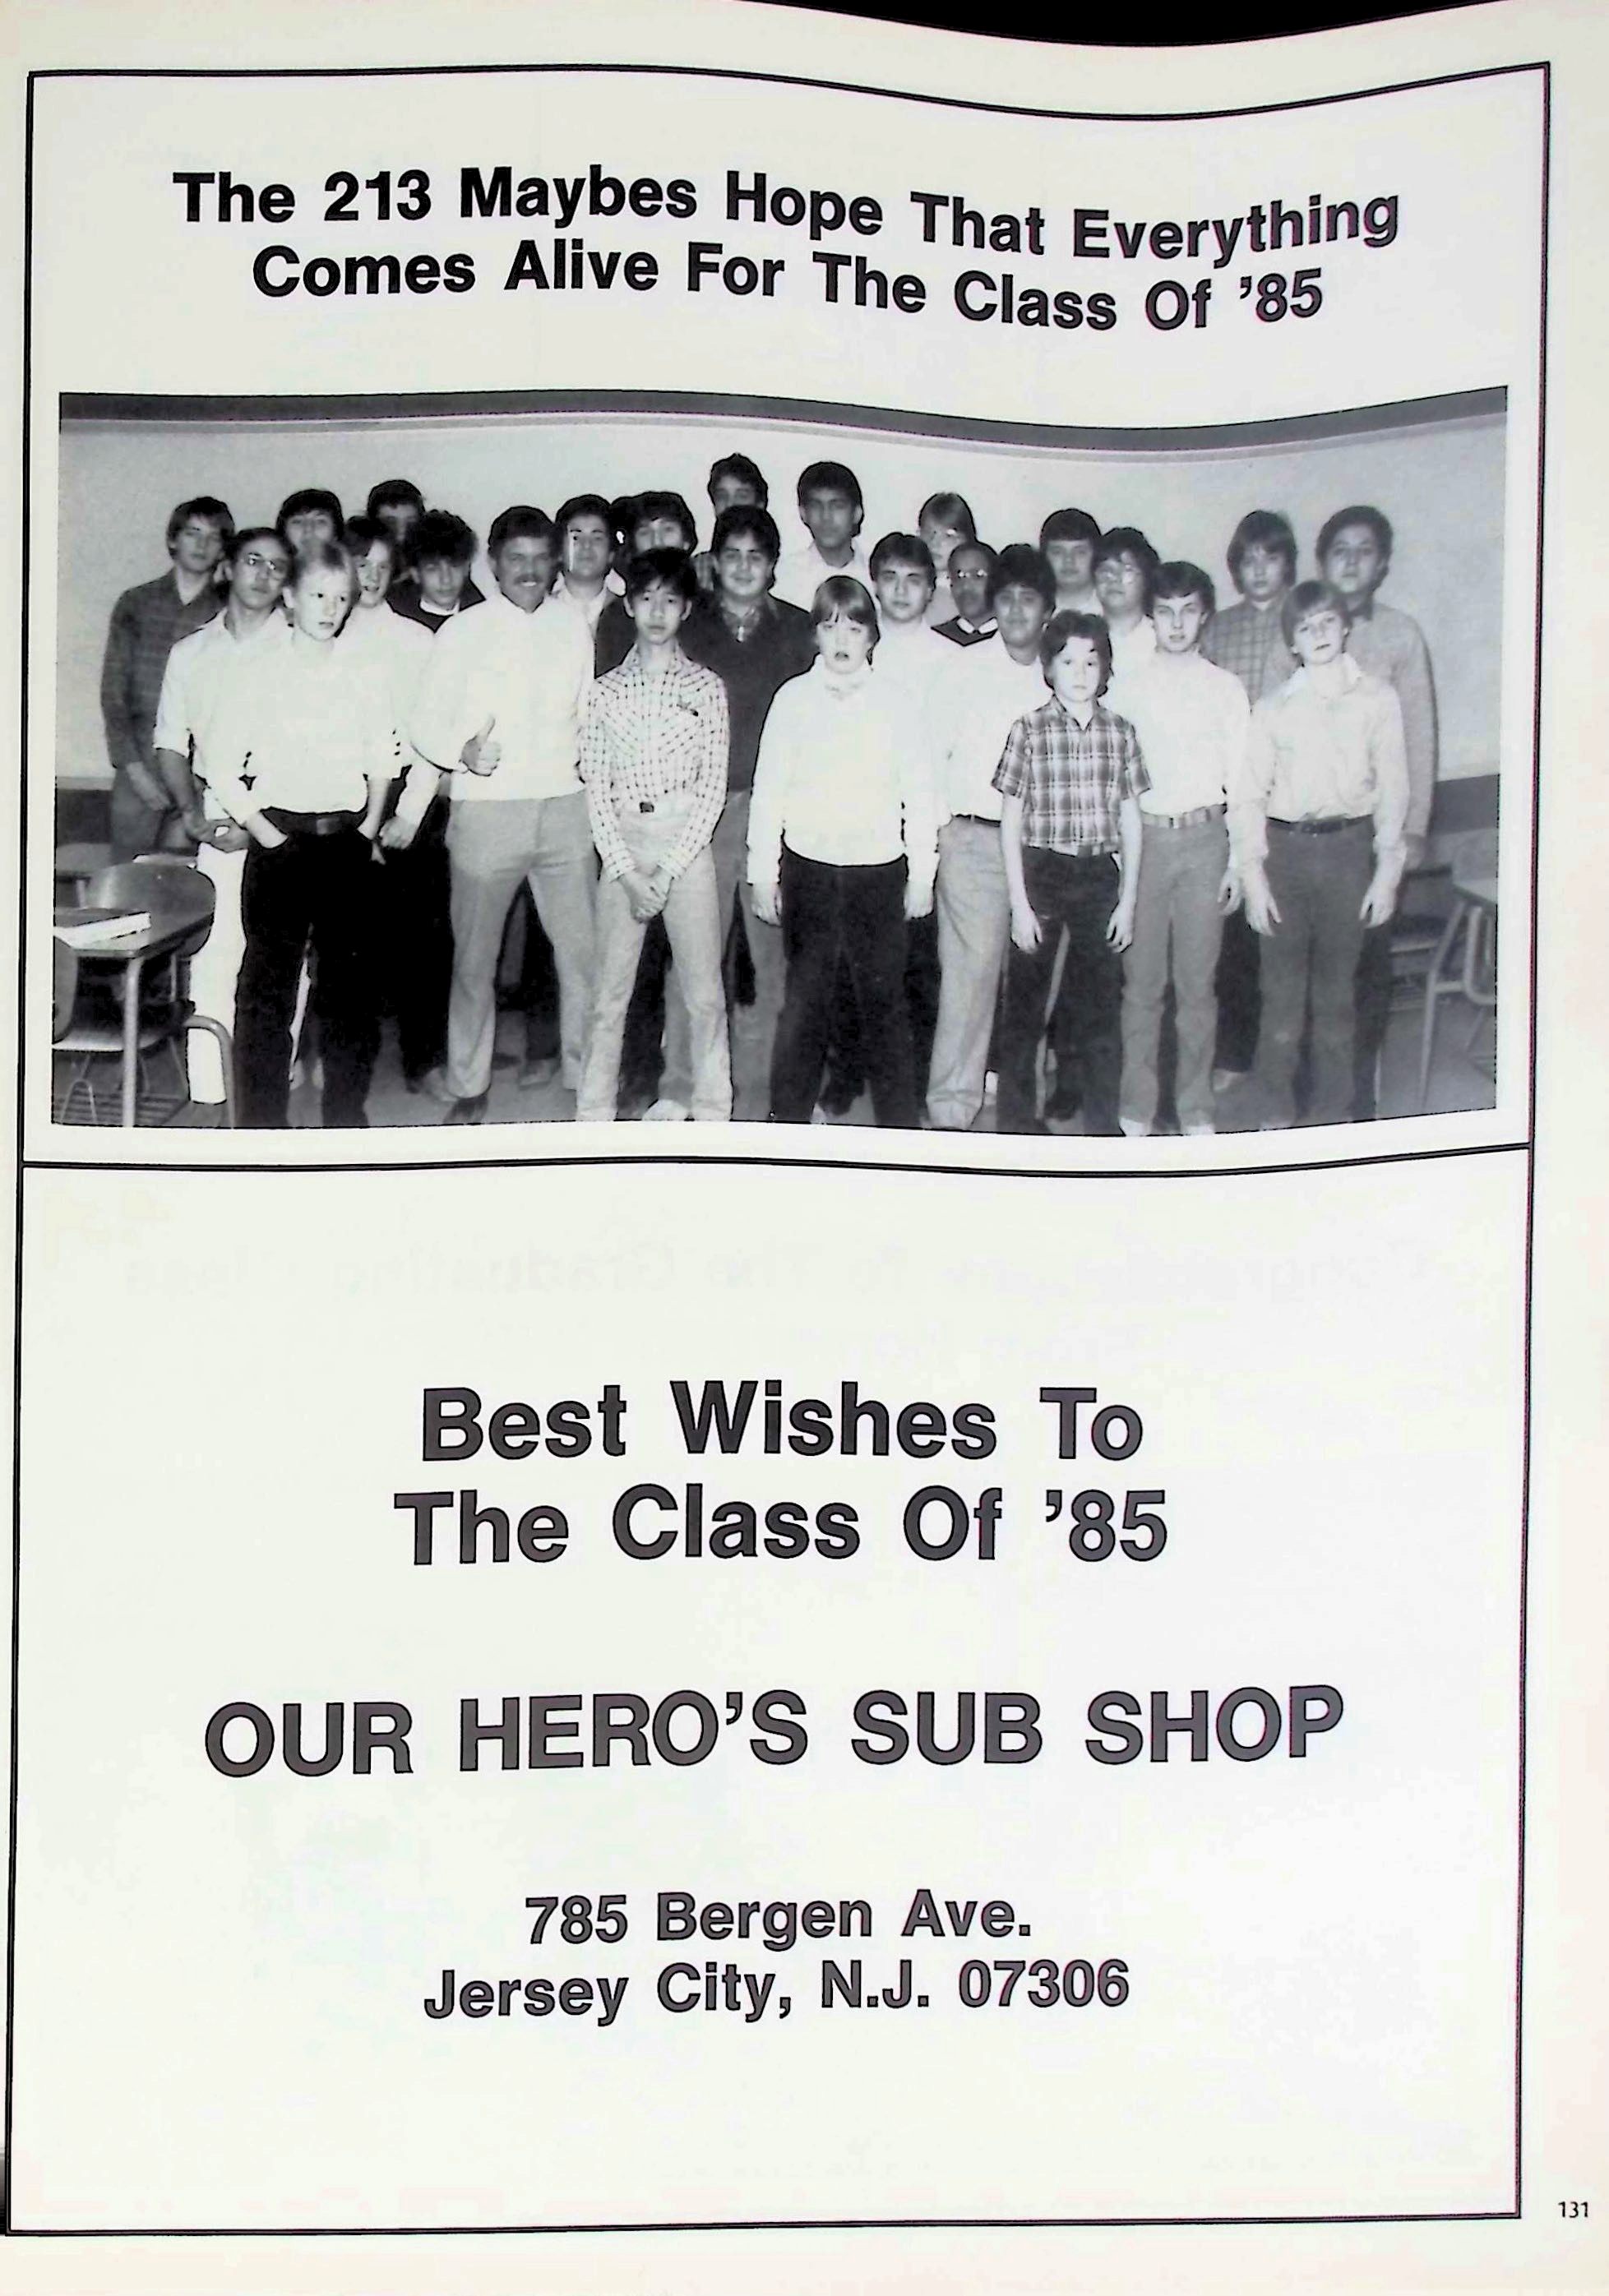 The 213 Maybes Hope That Everything
Comes Alive For The Class Of '85
Best Wishes To
The Class Of '85
OUR HERO'S SUB SHOP
785 Bergen Ave.
Jersey City, N.J. 07306
131